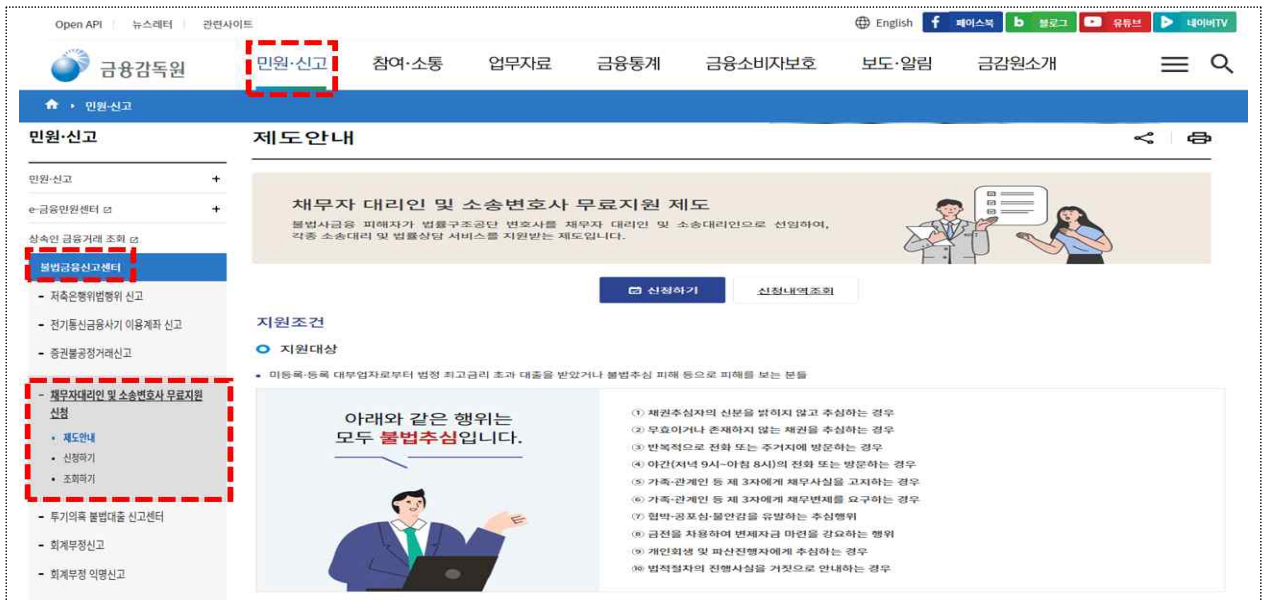 Open API 뉴스레터 관련사이트
English 페이스북 블로그 유튜브 네이버TV
금융감독원
민원·신고 참여·소통 업무자료 금융통계 금융소비자보호 보도·알림 금감원소개
민원·신고
민원·신고
민원·신고 +
e-금융민원센터 +
상속인 금융거래 조회
불법금융신고센터
- 저축은행위법행위 신고
- 전기통신금융사기 이용계좌 신고
- 증권불공정거래신고
- 채무자대리인 및 소송변호사 무료지원
신청
• 제도안내
• 신청하기
• 조회하기
- 투기의혹 불법대출 신고센터
- 회계부정신고
- 회계부정 익명신고
제도안내
채무자 대리인 및 소송변호사 무료지원 제도
불법사금융 피해자가 법률구조공단 변호사를 채무자 대리인 및 소송대리인으로 선임하여,
각종 소송대리 및 법률상담 서비스를 지원받는 제도입니다.
신청하기 신청내역조회
지원조건
지원대상
• 미등록·등록 대부업자로부터 법정 최고금리 초과 대출을 받았거나 불법추심 피해 등으로 피해를 보는 분들
아래와 같은 행위는
모두 불법추심입니다.
① 채권추심자의 신분을 밝히지 않고 추심하는 경우
② 무효이거나 존재하지 않는 채권을 추심하는 경우
③ 반복적으로 전화 또는 주거지에 방문하는 경우
④ 야간(저녁 9시~아침 8시)의 전화 또는 방문하는 경우
⑤ 가족·관계인 등 제 3자에게 채무사실을 고지하는 경우
⑥ 가족·관계인 등 제 3자에게 채무변제를 요구하는 경우
⑦ 협박·공포심·불안감을 유발하는 추심행위
⑧ 금전을 차용하여 변제자금 마련을 강요하는 행위
⑨ 개인회생 및 파산진행자에게 추심하는 경우
⑩ 법적절차의 진행사실을 거짓으로 안내하는 경우